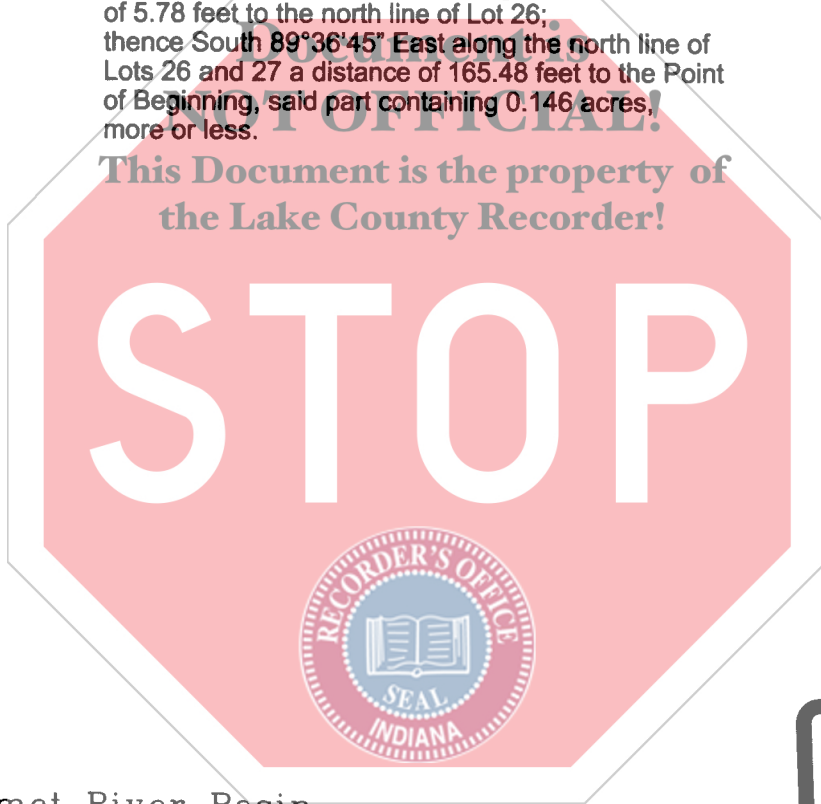 of 5.78 feet to the north line of Lot 26;
thence South 89°36'45" East along the north line of
Document is
Lots 26 and 27 a distance of 165.48 feet to the Point
of Beginning, said part containing 0.146 acres,
NOT OFFICIAL!
more or less.
This Document is the property of
the Lake County Recorder!
STOP
RECORDER'S OFFICE
SEAL
INDIANA
River Basin